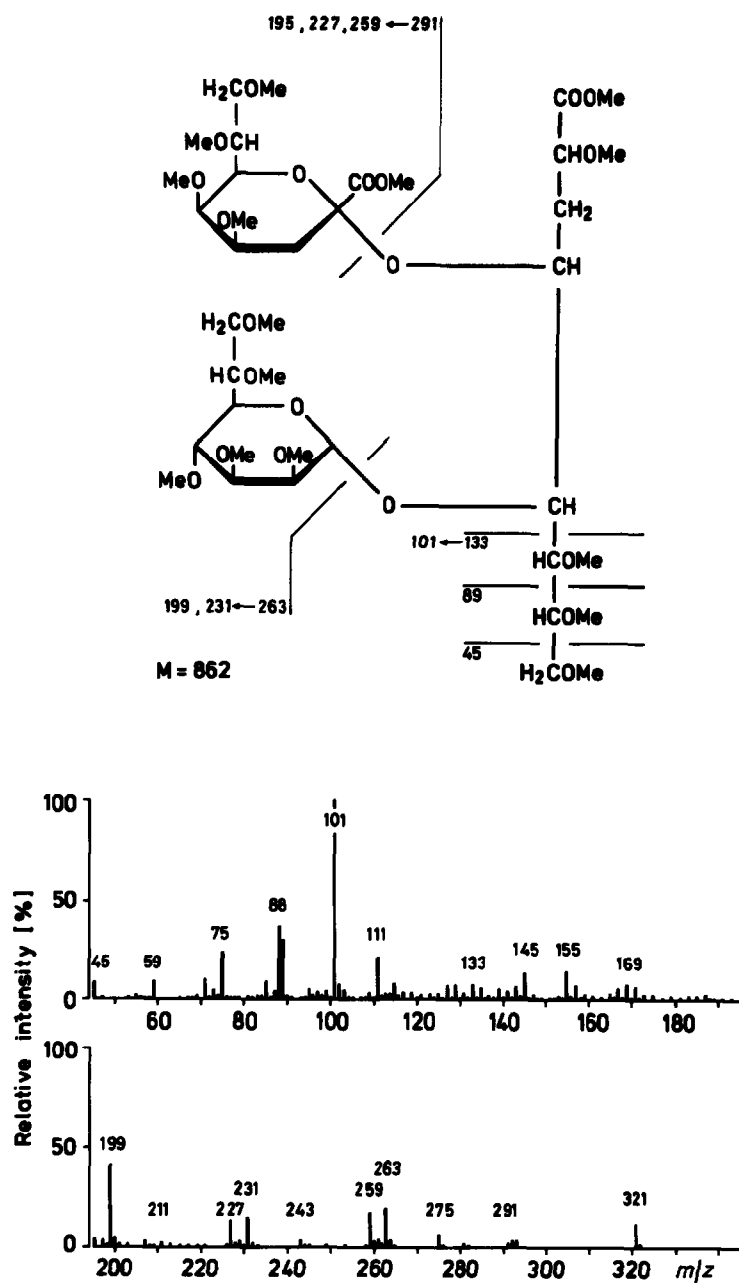 195, 227, 259 ← 291
H₂COMe
COOMe
MeOCH
CHOMe
MeO
O
COOMe
CH₂
OMe
O
CH
H₂COMe
HCOMe
O
OMe OMe
MeO
O
CH
101 ← 133
HCOMe
89
199, 231 ← 263
HCOMe
45
M = 862
H₂COMe
Relative intensity [%]
100
50
0
45 59 75 88 101 111 133 145 155 169
60 80 100 120 140 160 180
100
50
0
199 211 227 231 243 259 263 275 291 321
200 220 240 260 280 300 320 m/z